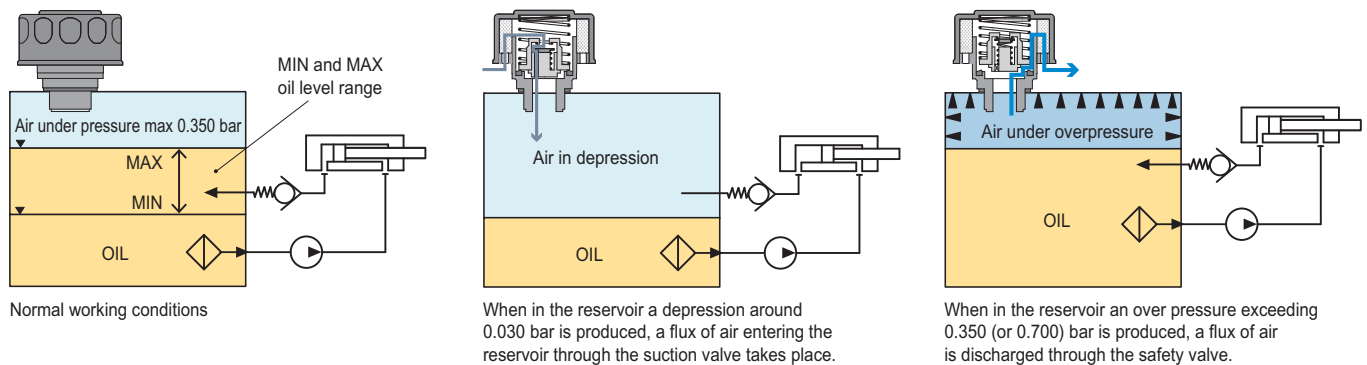 MIN and MAX
oil level range
Air under pressure max 0.350 bar
MAX
MIN
OIL
Normal working conditions
Air in depression
OIL
When in the reservoir a depression around
0.030 bar is produced, a flux of air entering the
reservoir through the suction valve takes place.
Air under overpressure
OIL
When in the reservoir an over pressure exceeding
0.350 (or 0.700) bar is produced, a flux of air
is discharged through the safety valve.